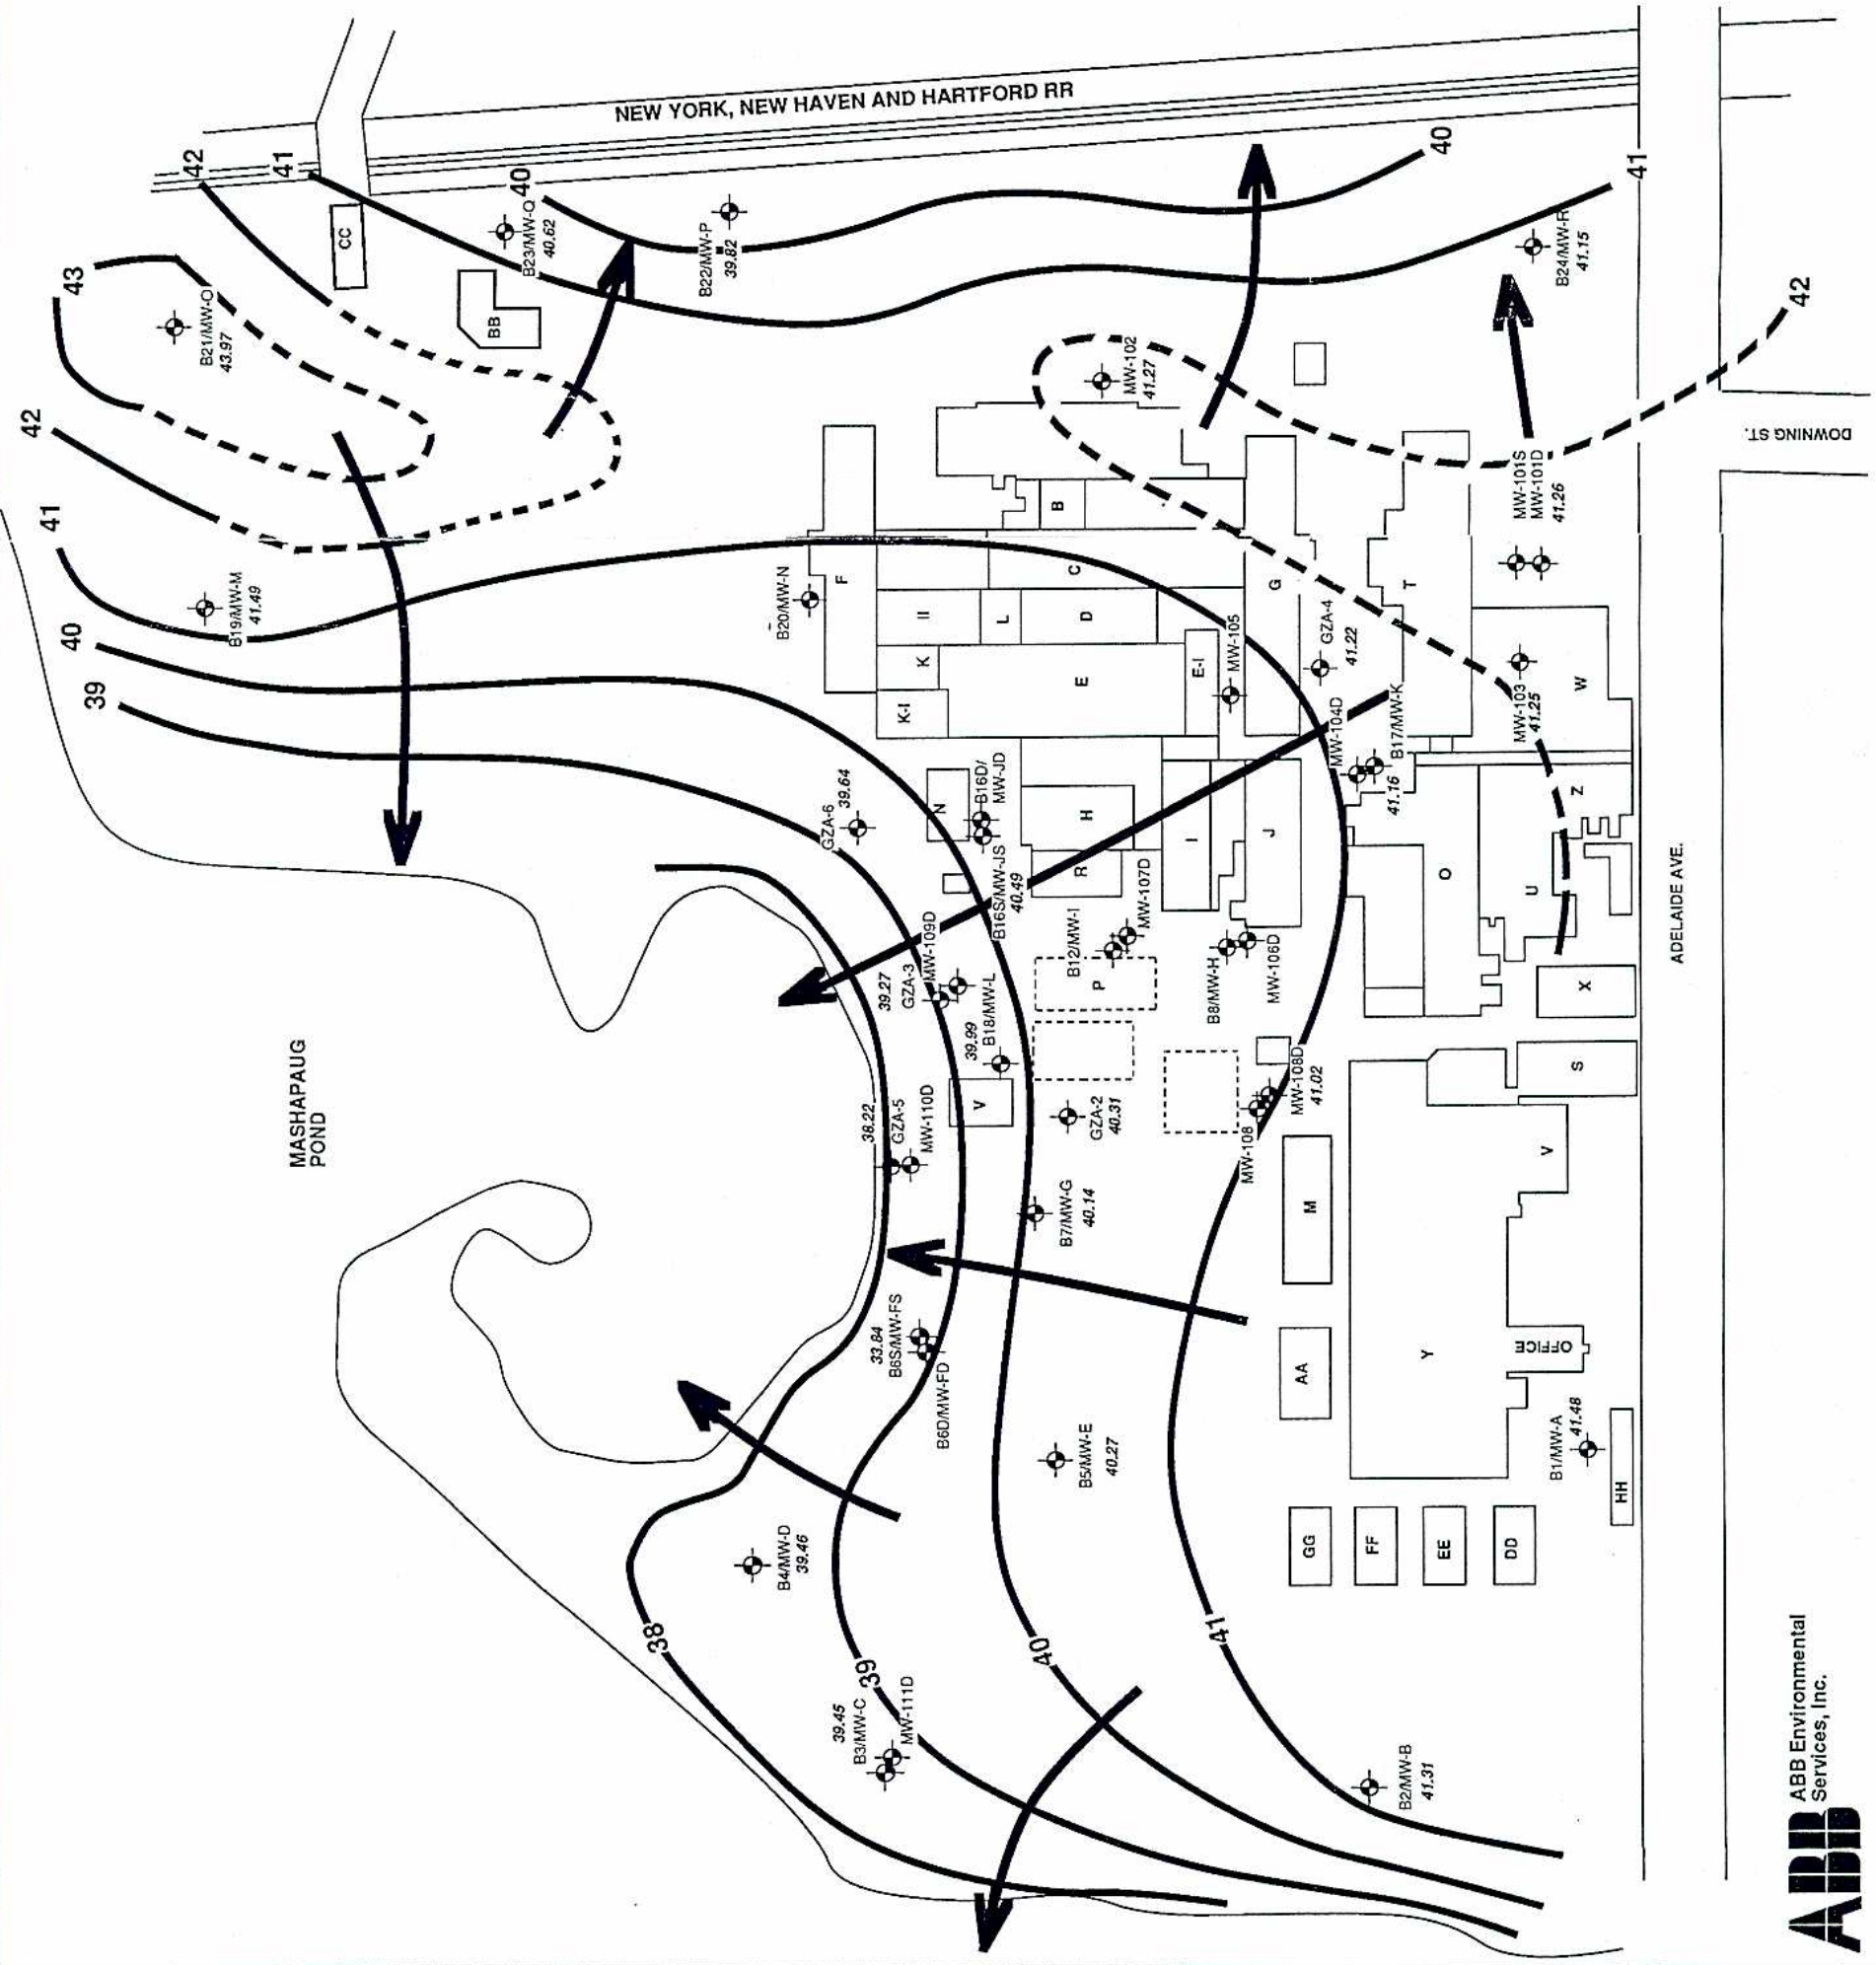 NEW YORK, NEW HAVEN AND HARTFORD RR
42
41
40
43
42
41
40
39
CC
BB
B23/MW-Q
40.62
B22/MW-P
39.82
B21/MW-O
43.97
B19/MW-M
41.49
B20/MW-N
MW-102
41.27
B24/MW-R
41.15
40
41
42
MW-101S
MW-101D
41.26
DOWNING ST.
F
B
C
II
L
D
K
K-I
E
E-I
G
T
MW-105
GZA-4
41.22
MW-103
41.25
W
MW-104D
B17/MW-K
41.16
GZA-6
39.64
N
B16D/
MW-JD
B16S/MW-JS
40.49
H
R
I
J
O
U
Z
X
S
MASHAPAUG
POND
39.27
GZA-3
MW-109D
39.99
B18/MW-L
B12/MW-I
MW-107D
P
B8/MW-H
MW-106D
38.22
GZA-5
MW-110D
V
GZA-2
40.31
MW-108
MW-108D
41.02
B7/MW-G
40.14
M
V
Y
AA
OFFICE
33.84
B6S/MW-FS
B6D/MW-FD
B5/MW-E
40.27
B1/MW-A
41.48
HH
GG
FF
EE
DD
B4/MW-D
39.46
38
39
40
41
39.45
B3/MW-C
MW-111D
B2/MW-B
41.31
ADELAIDE AVE.
ABB
ABB Environmental
Services, Inc.